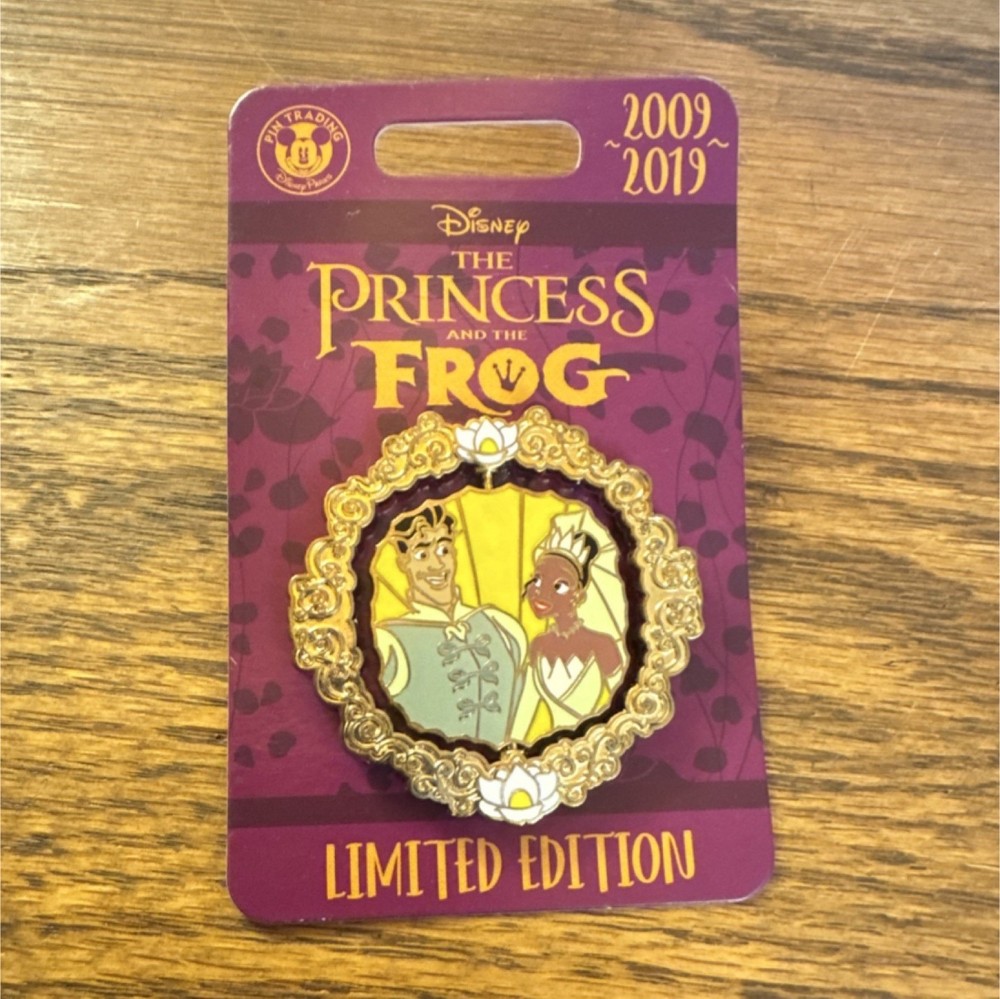 PIN TRADING
Disney Parks
2009
~2019~
Disney
THE
PRINCESS
AND THE
FROG
LIMITED EDITION